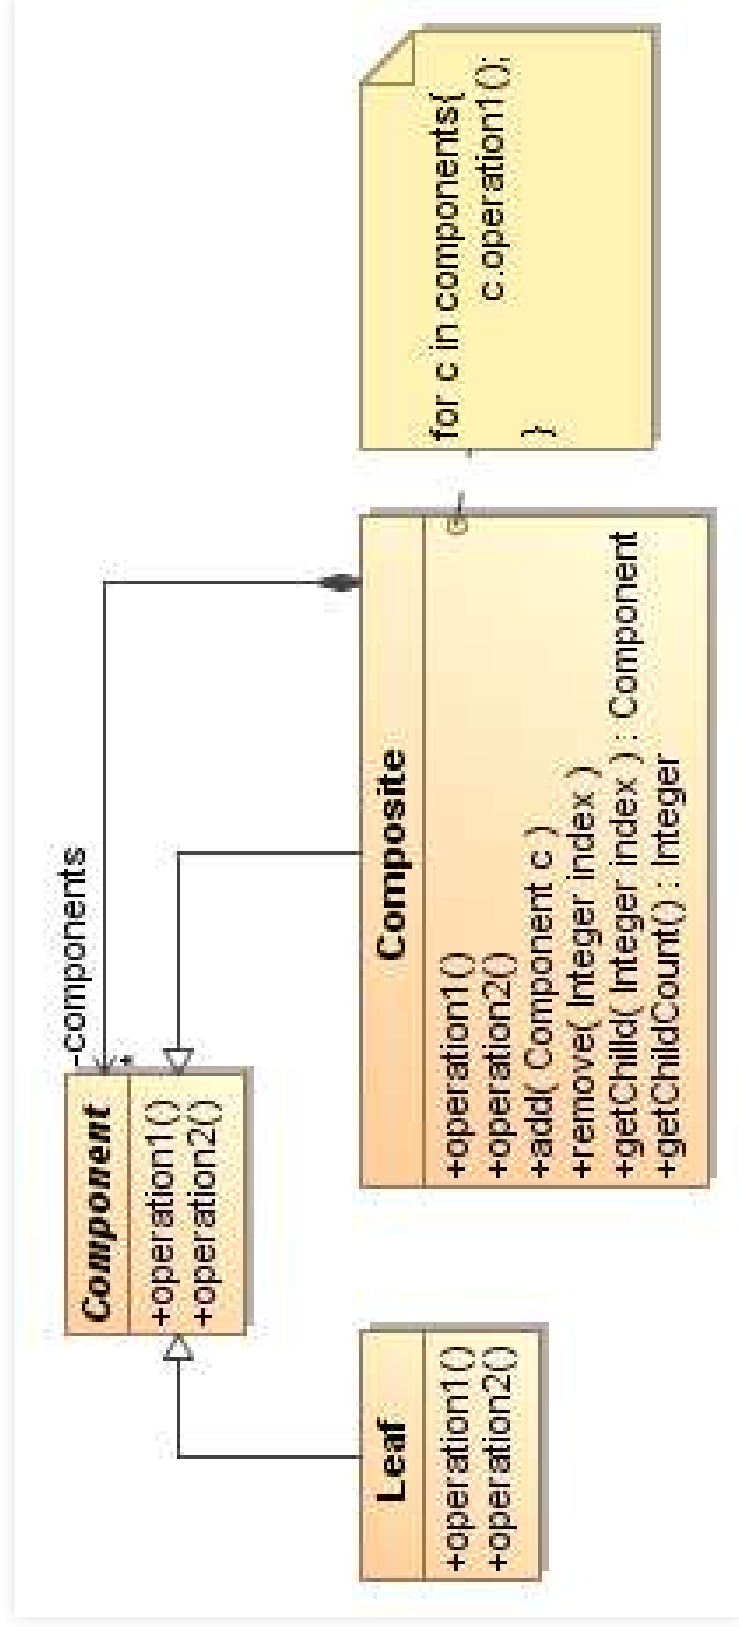 -components
*
Component
+operation1()
+operation2()
Leaf
+operation1()
+operation2()
Composite
+operation1()
+operation2()
+add( Component c )
+remove( Integer index )
+getChild( Integer index ) : Component
+getChildCount() : Integer
for c in components{
c.operation1();
}